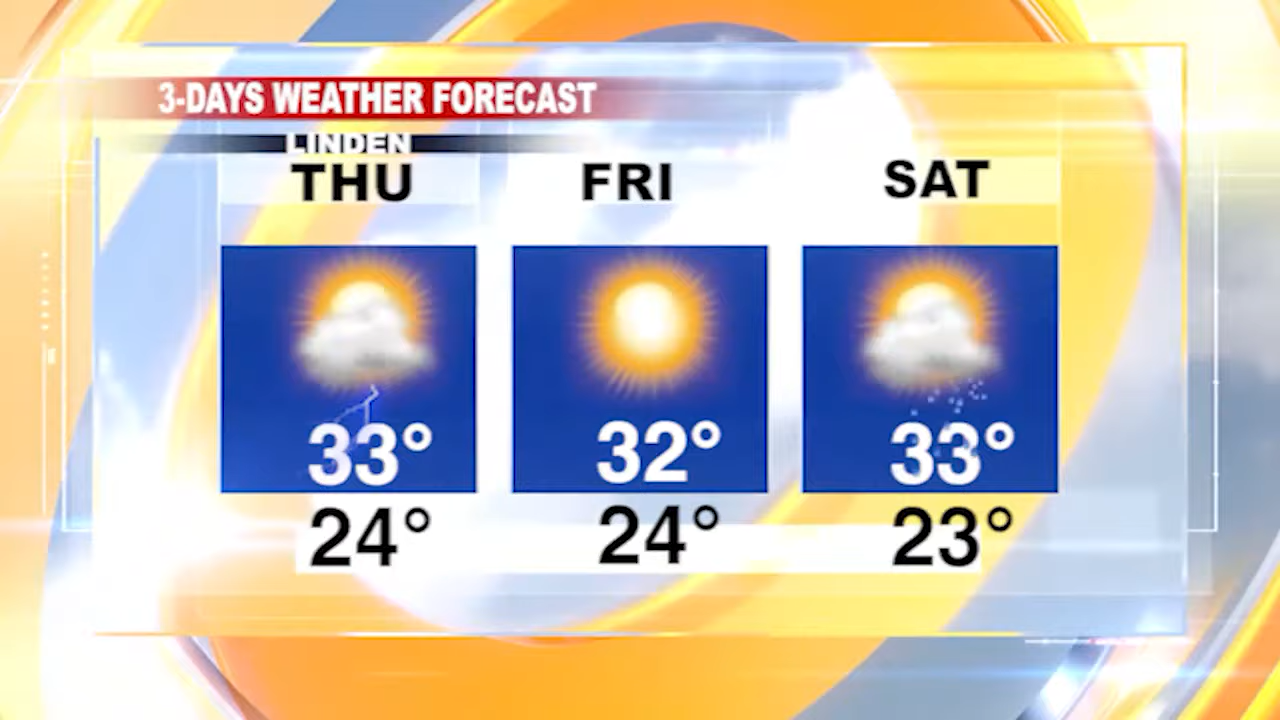 3-DAYS WEATHER FORECAST
LINDEN
THU FRI SAT
33° 32° 33°
24° 24° 23°